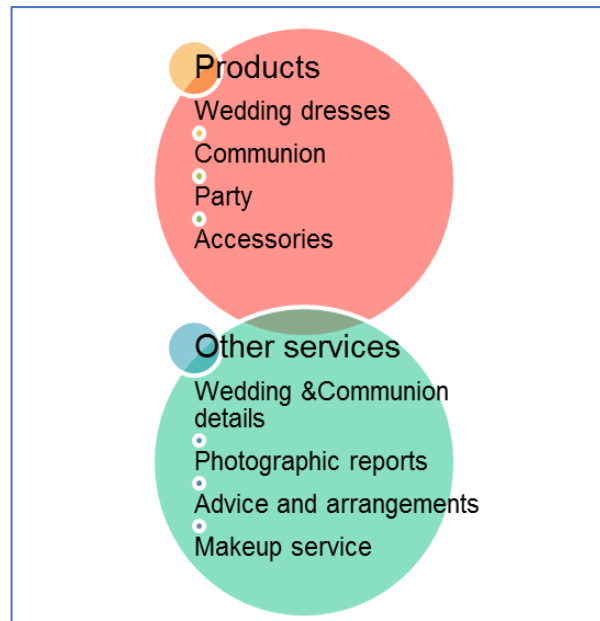 Products
Wedding dresses
Communion
Party
Accessories
Other services
Wedding &Communion
details
Photographic reports
Advice and arrangements
Makeup service